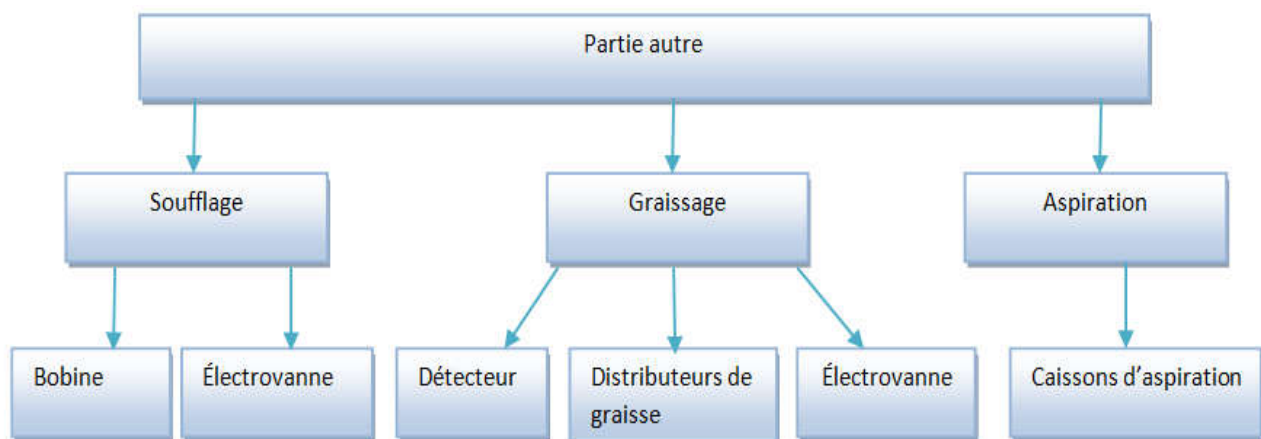 Partie autre
Soufflage
Graissage
Aspiration
Bobine
Électrovanne
Détecteur
Distributeurs de
graisse
Électrovanne
Caissons d’aspiration